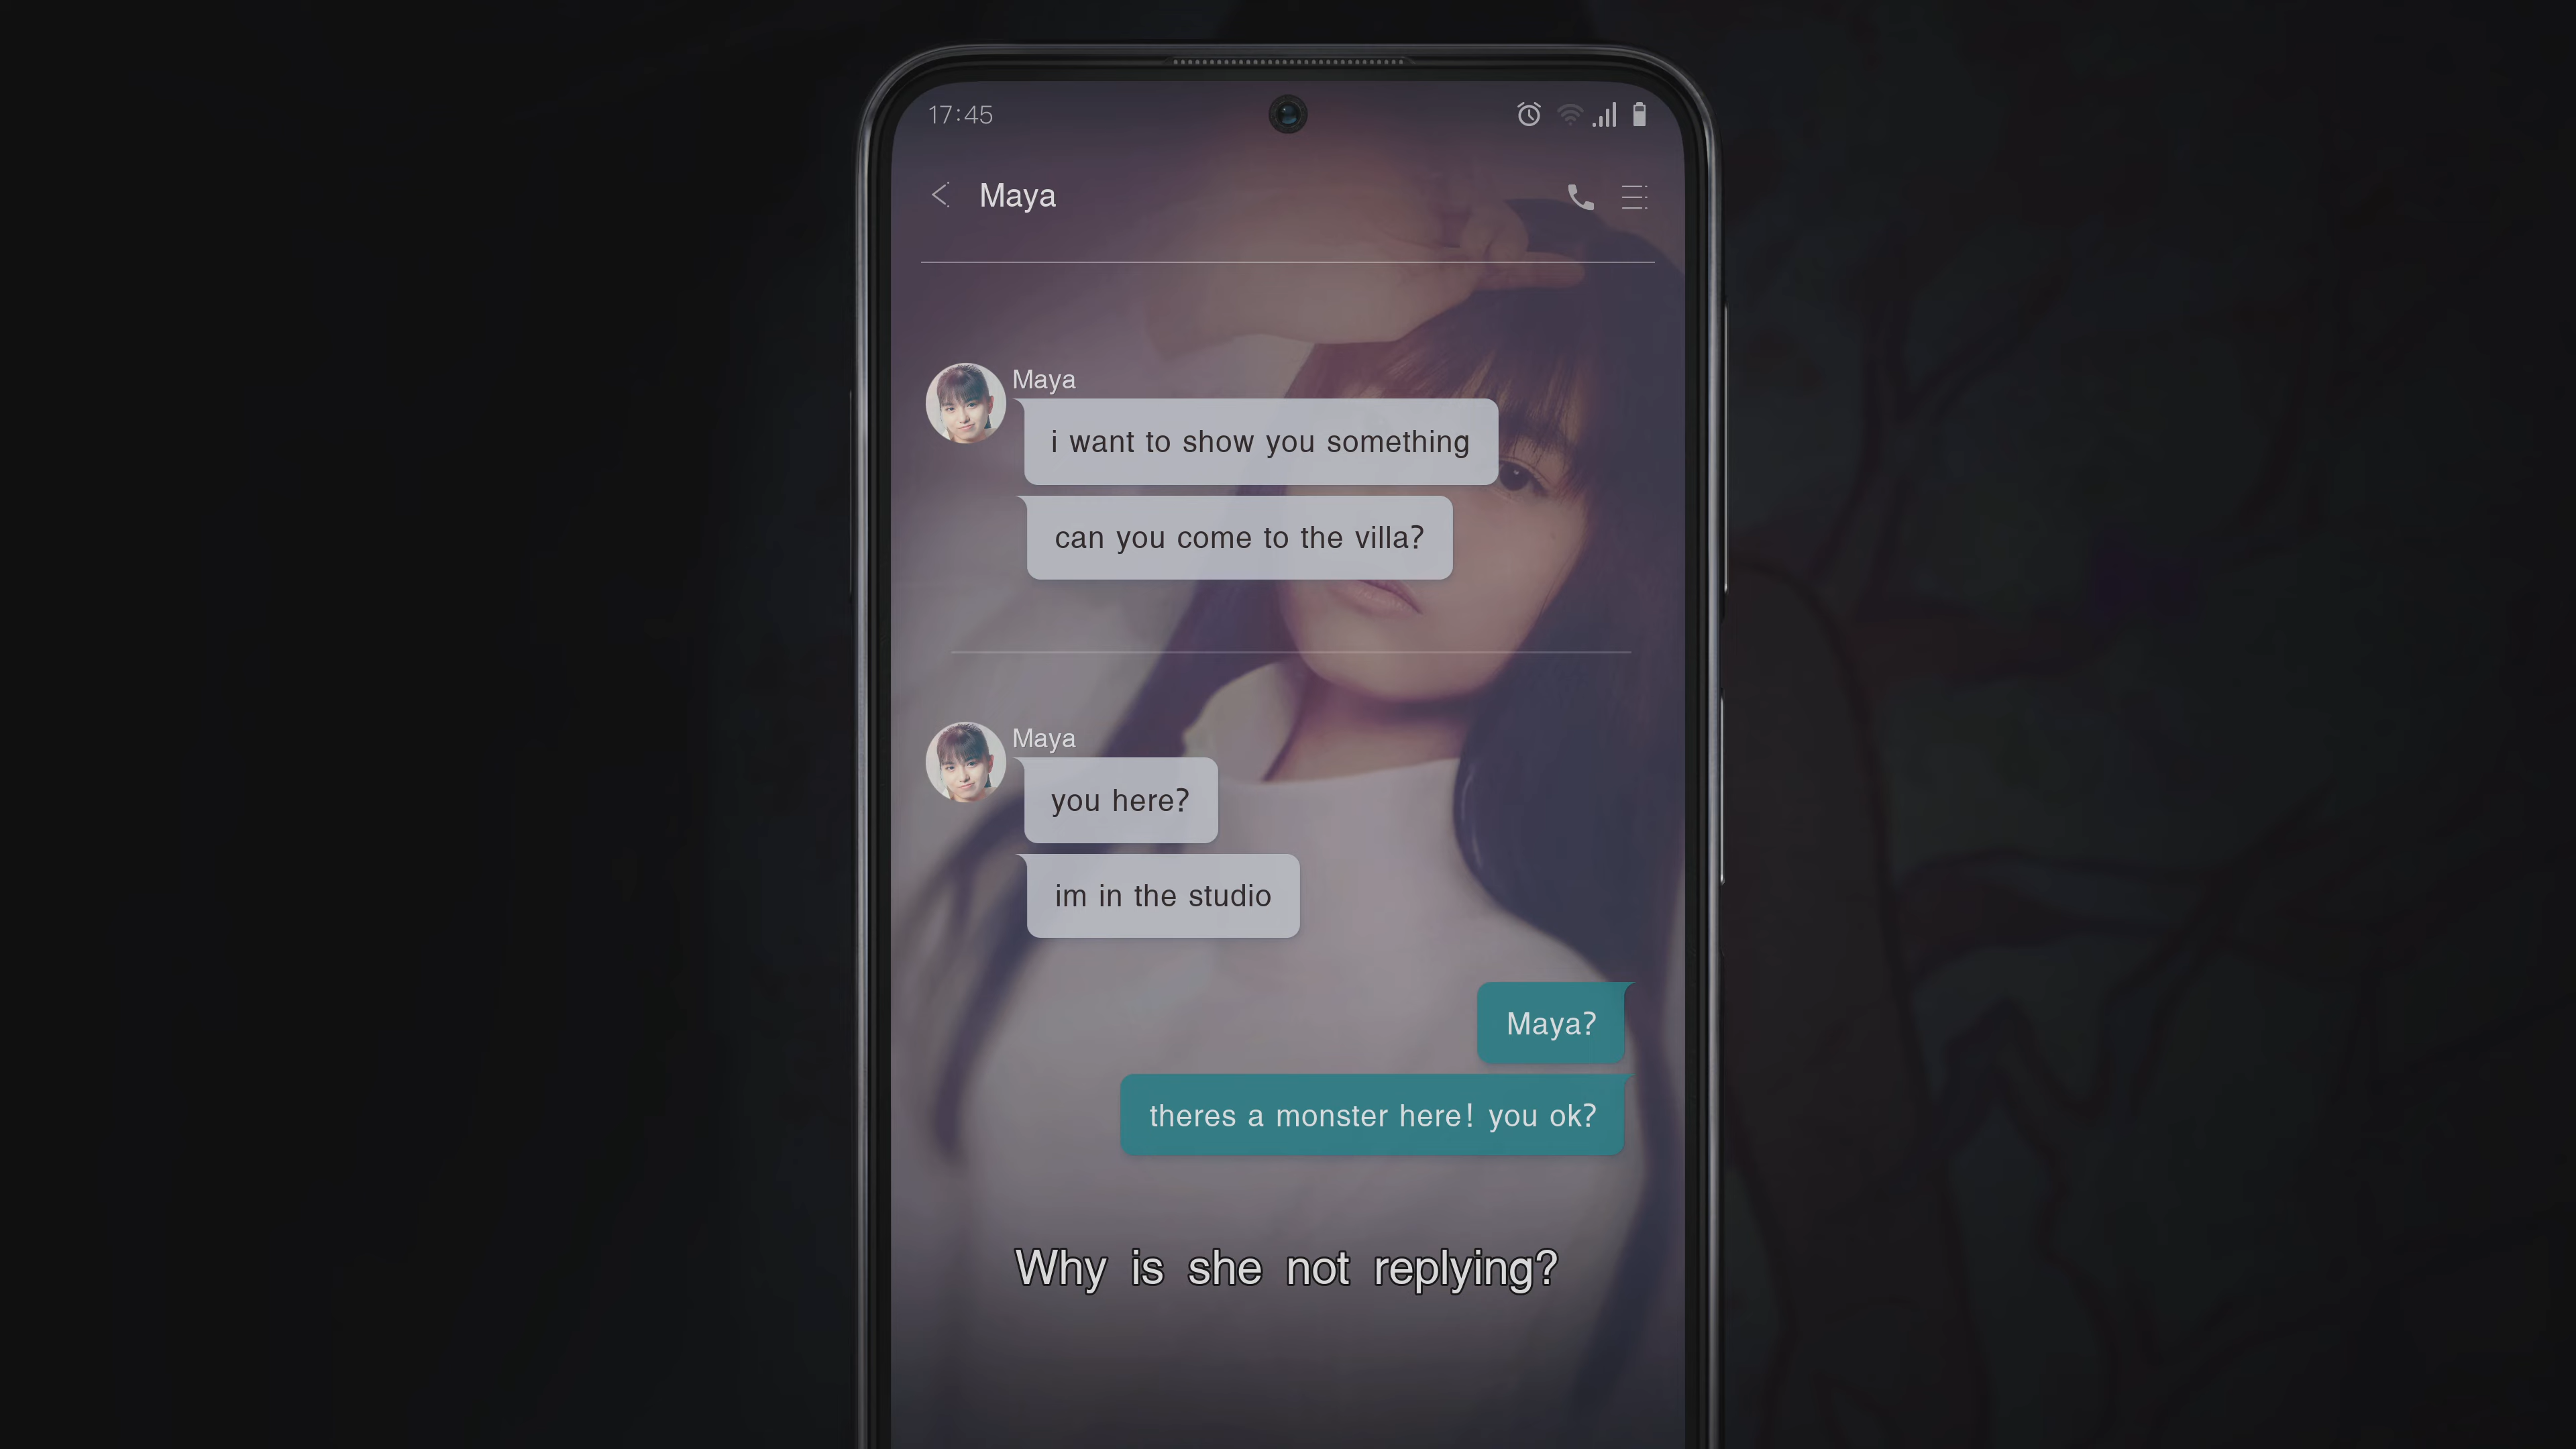 17:45
Maya
Maya
i want to show you something
can you come to the villa?
Maya
you here?
im in the studio
Maya?
theres a monster here! you ok?
Why is she not replying?